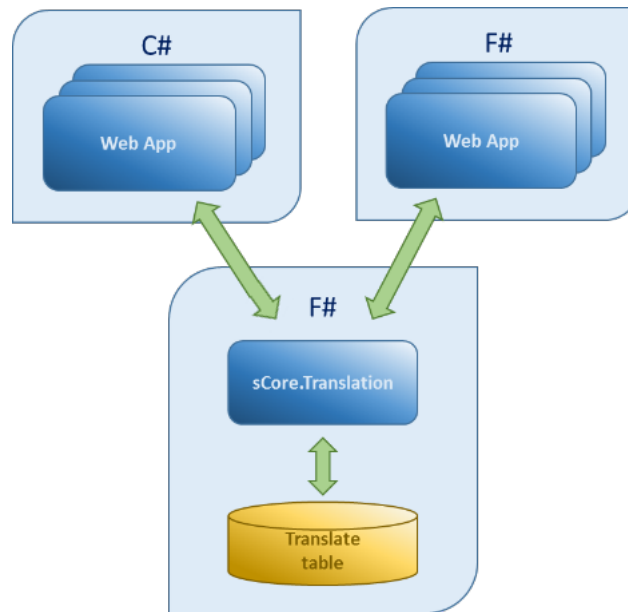 C#
F#
Web App
Web App
F#
sCore.Translation
Translate
table